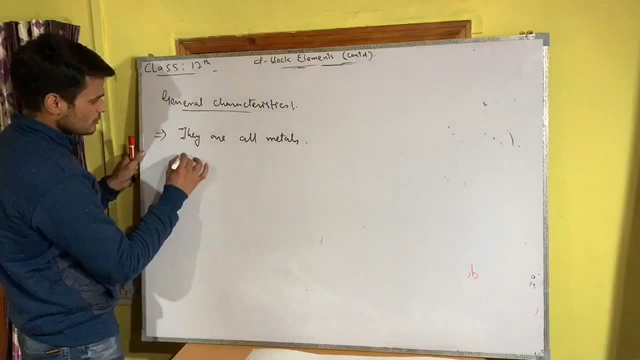 CLASS: 12th
d-block Elements (Contd)
General characteristics:
=> They are all metals.
b